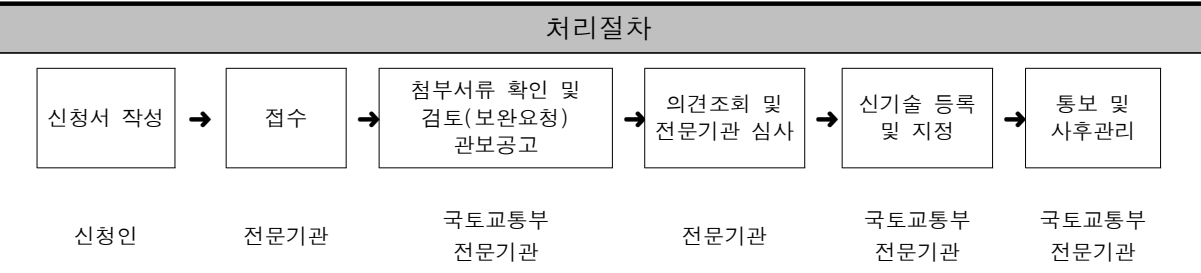 처리절차
신청서 작성 ➜ 접수 ➜ 첨부서류 확인 및
검토(보완요청)
관보공고 ➜ 의견조회 및
전문기관 심사 ➜ 신기술 등록
및 지정 ➜ 통보 및
사후관리
신청인
전문기관
국토교통부
전문기관
전문기관
국토교통부
전문기관
국토교통부
전문기관